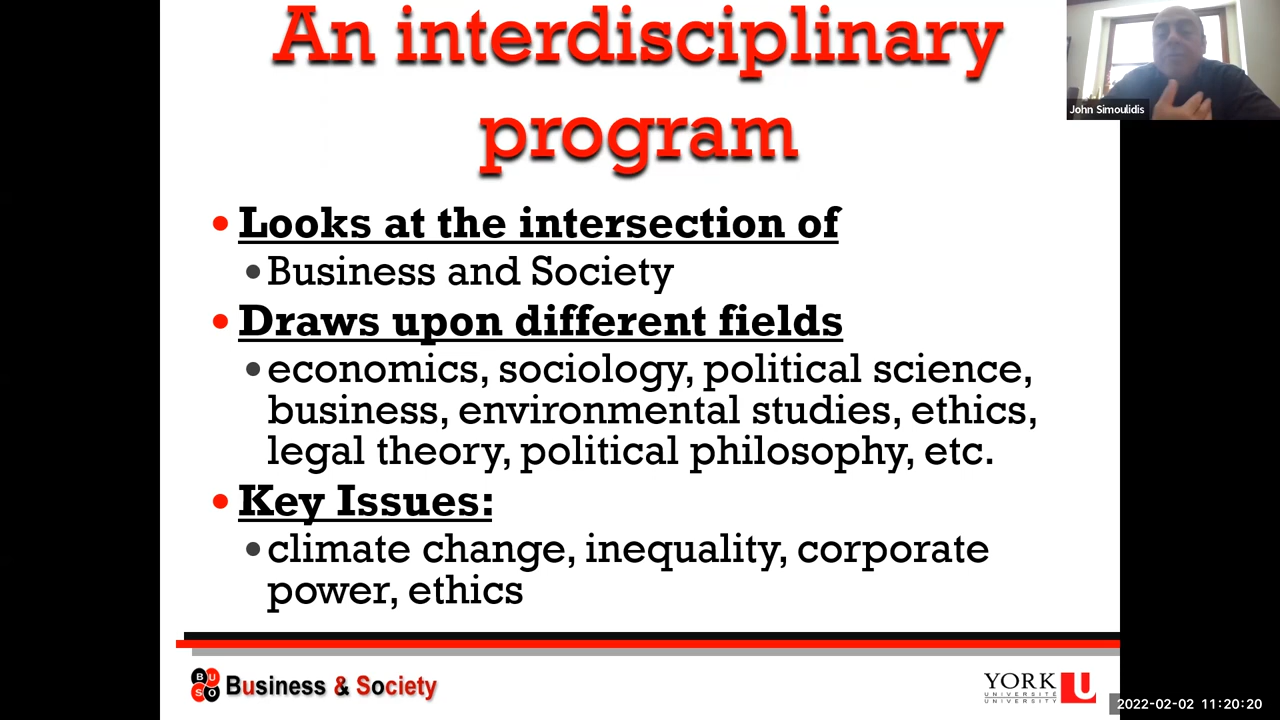 An interdisciplinary
program
John Simoulidis
• Looks at the intersection of
• Business and Society
• Draws upon different fields
• economics, sociology, political science,
business, environmental studies, ethics,
legal theory, political philosophy, etc.
• Key Issues:
• climate change, inequality, corporate
power, ethics
B U
S O
Business & Society
YORK U
UNIVERSITÉ
UNIVERSITY
2022-02-02 11:20:20